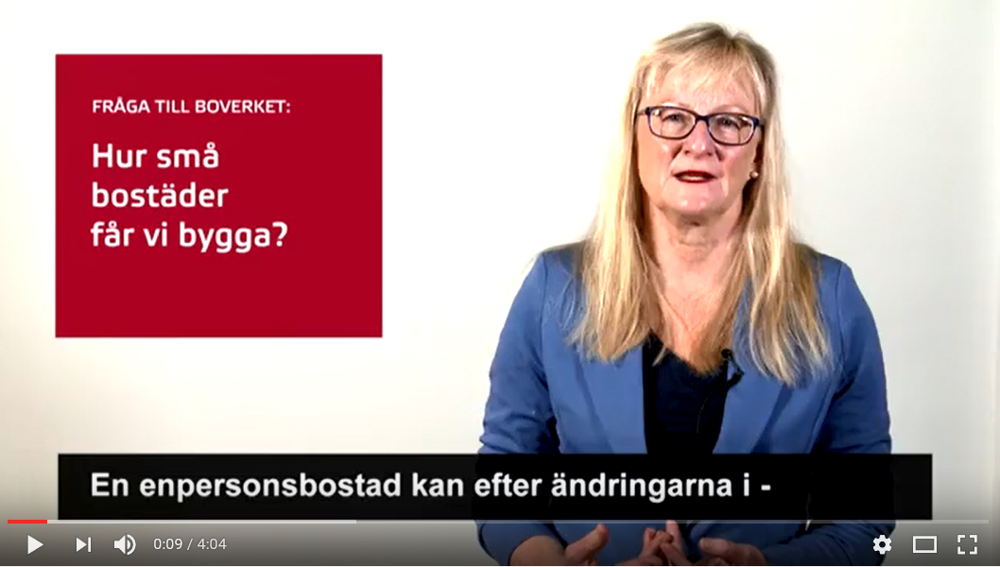 FRÅGA TILL BOVERKET:
Hur små
bostäder
får vi bygga?
En enpersonsbostad kan efter ändringarna i -
0:09 / 4:04